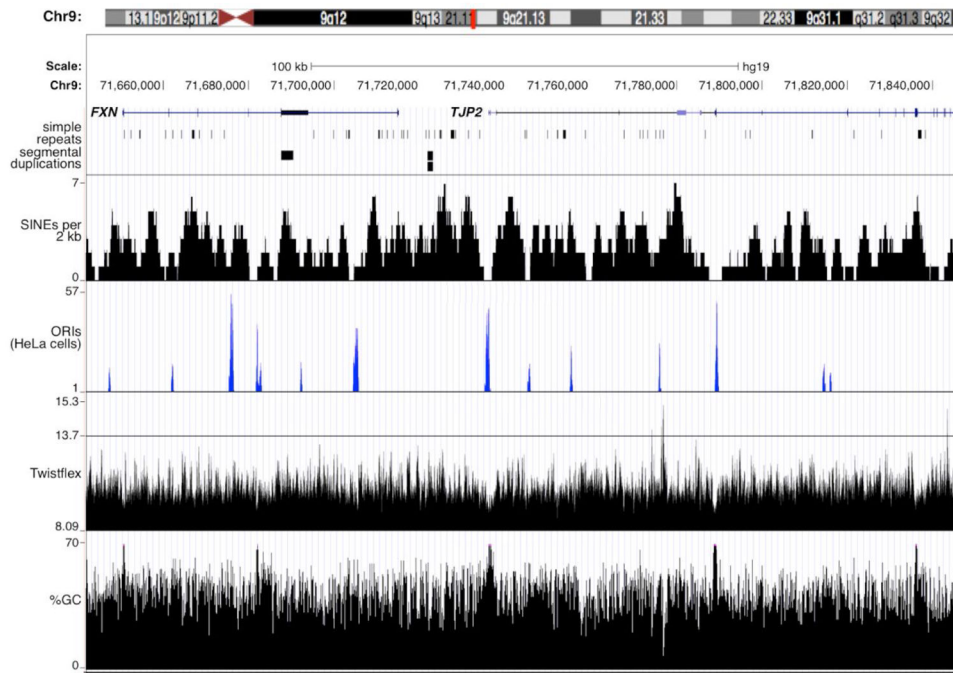 Chr9: 13.1 9p12 9p11.2 9q12 9q13 21.11 9q21.13 21.33 22.33 9q31.1 q31.2 q31.3 9q32
Scale: 100 kb hg19
Chr9: 71,660,000 71,680,000 71,700,000 71,720,000 71,740,000 71,760,000 71,780,000 71,800,000 71,820,000 71,840,000
FXN TJP2
simple
repeats
segmental
duplications
7
SINEs per
2 kb
0
57
ORIs
(HeLa cells)
1
15.3
13.7
Twistflex
8.09
70
%GC
0